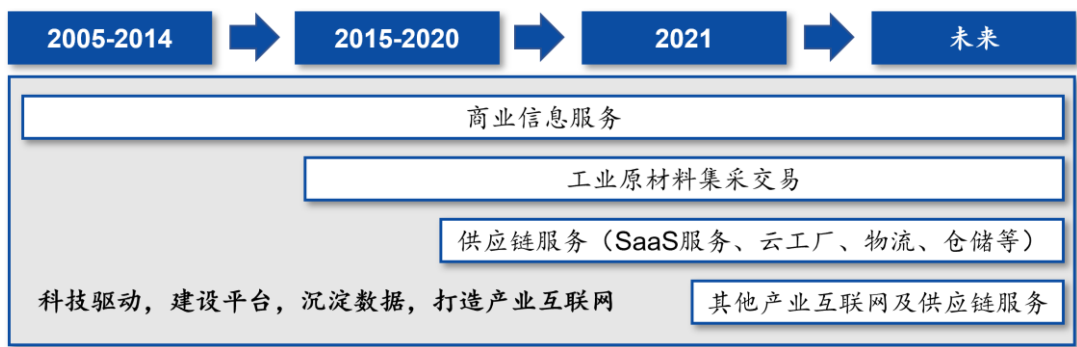 2005-2014
2015-2020
2021
未来
商业信息服务
工业原材料集采交易
供应链服务（SaaS服务、云工厂、物流、仓储等）
科技驱动，建设平台，沉淀数据，打造产业互联网
其他产业互联网及供应链服务